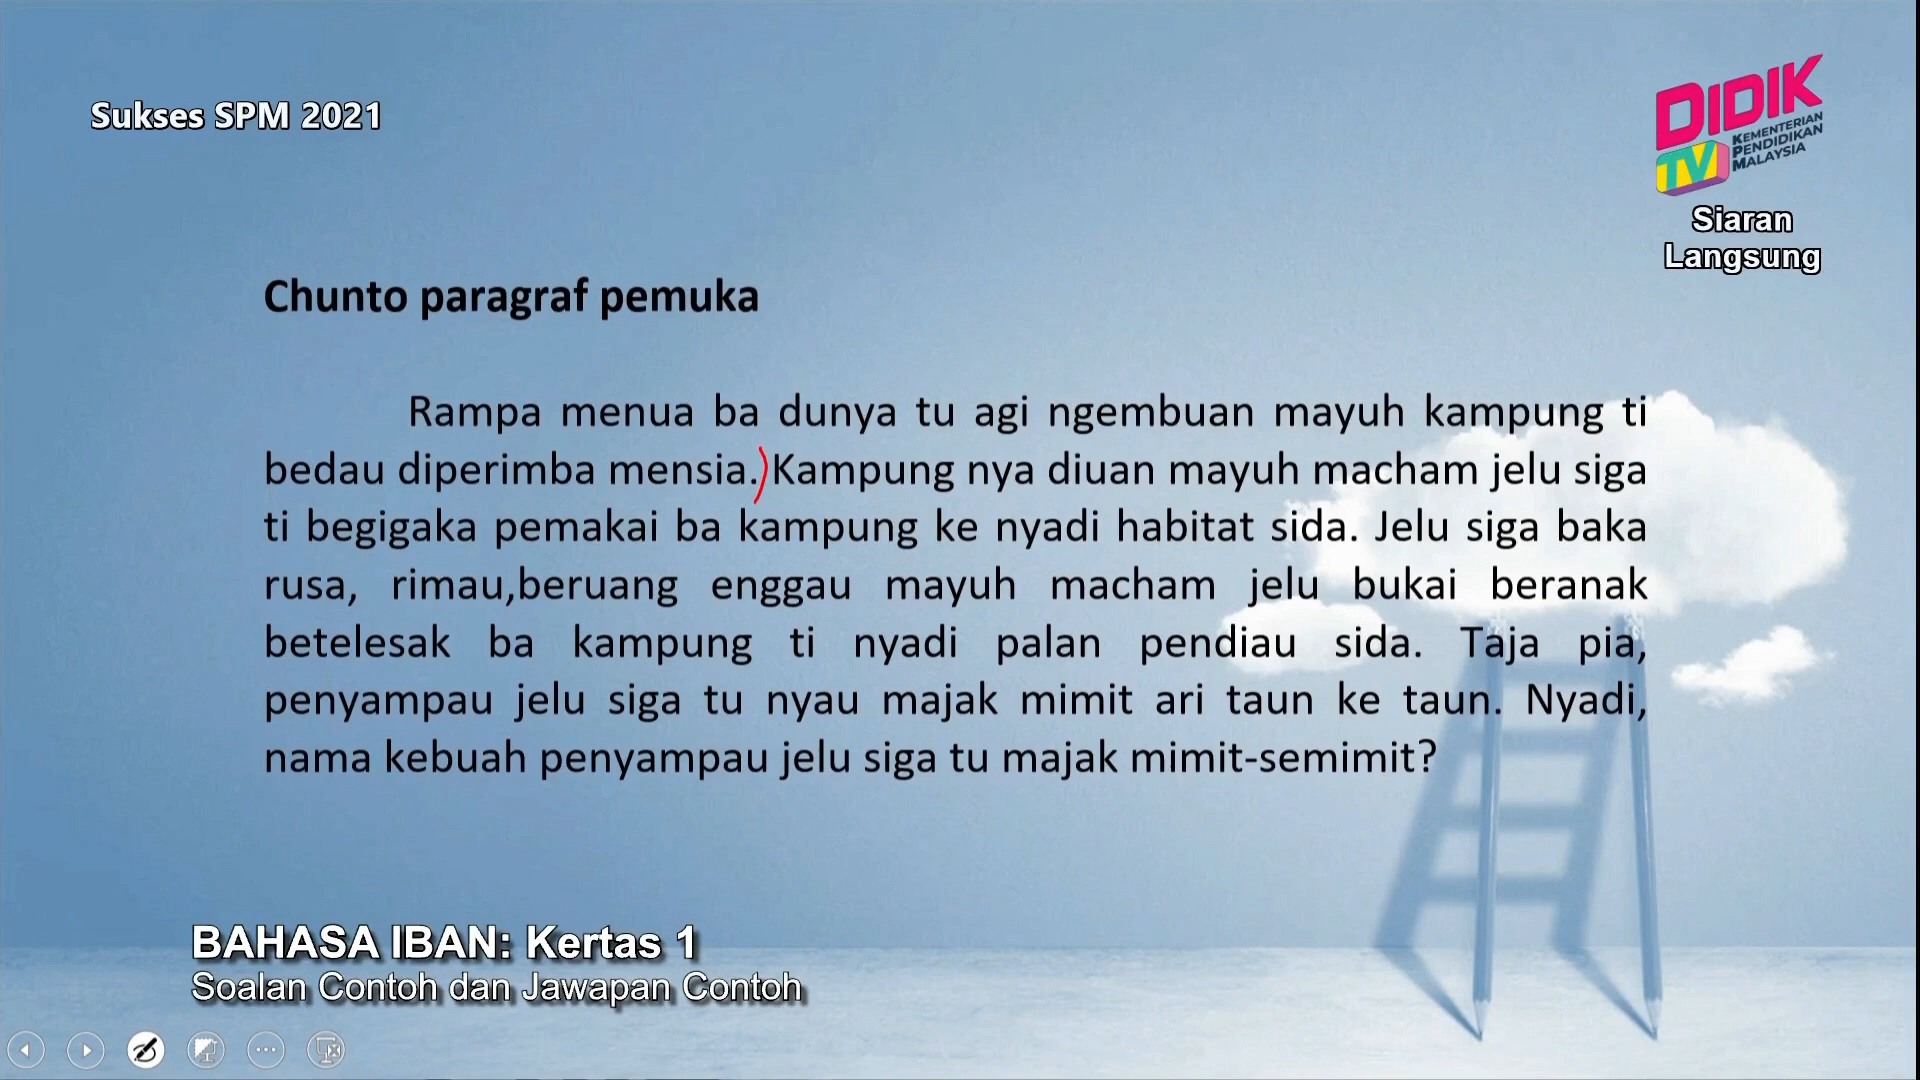 Sukses SPM 2021
DIDIK
TV
KEMENTERIAN
PENDIDIKAN
MALAYSIA
Siaran
Langsung
Chunto paragraf pemuka
Rampa menua ba dunya tu agi ngembuan mayuh kampung ti
bedau diperimba mensia. Kampung nya diuan mayuh macham jelu siga
ti begigaka pemakai ba kampung ke nyadi habitat sida. Jelu siga baka
rusa, rimau,beruang enggau mayuh macham jelu bukai beranak
betelesak ba kampung ti nyadi palan pendiau sida. Taja pia,
penyampau jelu siga tu nyau majak mimit ari taun ke taun. Nyadi,
nama kebuah penyampau jelu siga tu majak mimit-semimit?
BAHASA IBAN: Kertas 1
Soalan Contoh dan Jawapan Contoh